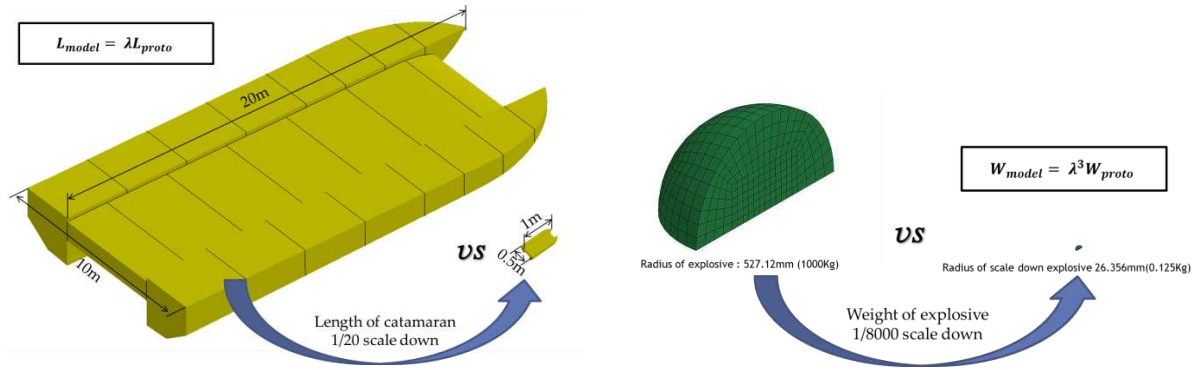 L_model = λL_proto
20m
10m
vs
1m
0.5m
Length of catamaran
1/20 scale down
Radius of explosive : 527.12mm (1000Kg)
vs
W_model = λ³W_proto
Radius of scale down explosive 26.356mm(0.125Kg)
Weight of explosive
1/8000 scale down